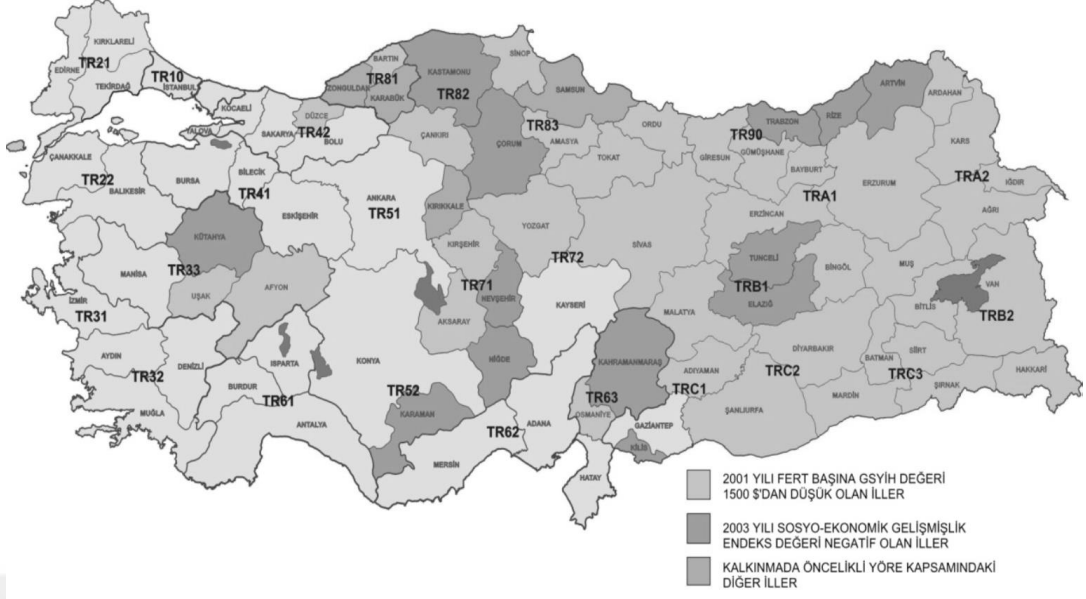 KIRKLARELİ
EDİRNE
TR21
TEKİRDAĞ
TR10
İSTANBUL
KOCAELİ
YALOVA
SAKARYA
DÜZCE
TR42
BOLU
ZONGULDAK
BARTIN
TR81
KARABÜK
KASTAMONU
TR82
SİNOP
ÇANKIRI
ÇORUM
SAMSUN
TR83
AMASYA
TOKAT
ORDU
GİRESUN
TR90
TRABZON
GÜMÜŞHANE
RİZE
ARTVİN
ARDAHAN
BAYBURT
ERZURUM
TRA1
ERZİNCAN
KARS
TRA2
IĞDIR
AĞRI
ÇANAKKALE
TR22
BALIKESİR
BURSA
BİLECİK
TR41
ESKİŞEHİR
ANKARA
TR51
KIRIKKALE
KIRŞEHİR
YOZGAT
TR72
SİVAS
KAYSERİ
TR71
NEVŞEHİR
AKSARAY
NİĞDE
KÜTAHYA
TR33
MANİSA
UŞAK
AFYON
İZMİR
TR31
AYDIN
TR32
DENİZLİ
MUĞLA
ISPARTA
BURDUR
TR61
ANTALYA
KONYA
TR52
KARAMAN
MERSİN
TR62
ADANA
HATAY
TUNCELİ
TRB1
ELAZIĞ
BİNGÖL
MALATYA
MUŞ
BİTLİS
VAN
TRB2
HAKKARİ
KAHRAMANMARAŞ
TR63
OSMANİYE
ADIYAMAN
TRC1
GAZİANTEP
KİLİS
DİYARBAKIR
TRC2
ŞANLIURFA
BATMAN
SİİRT
TRC3
ŞIRNAK
MARDİN
2001 YILI FERT BAŞINA GSYİH DEĞERİ
1500 $'DAN DÜŞÜK OLAN İLLER
2003 YILI SOSYO-EKONOMİK GELİŞMİŞLİK
ENDEKS DEĞERİ NEGATİF OLAN İLLER
KALKINMADA ÖNCELİKLİ YÖRE KAPSAMINDAKİ
DİĞER İLLER